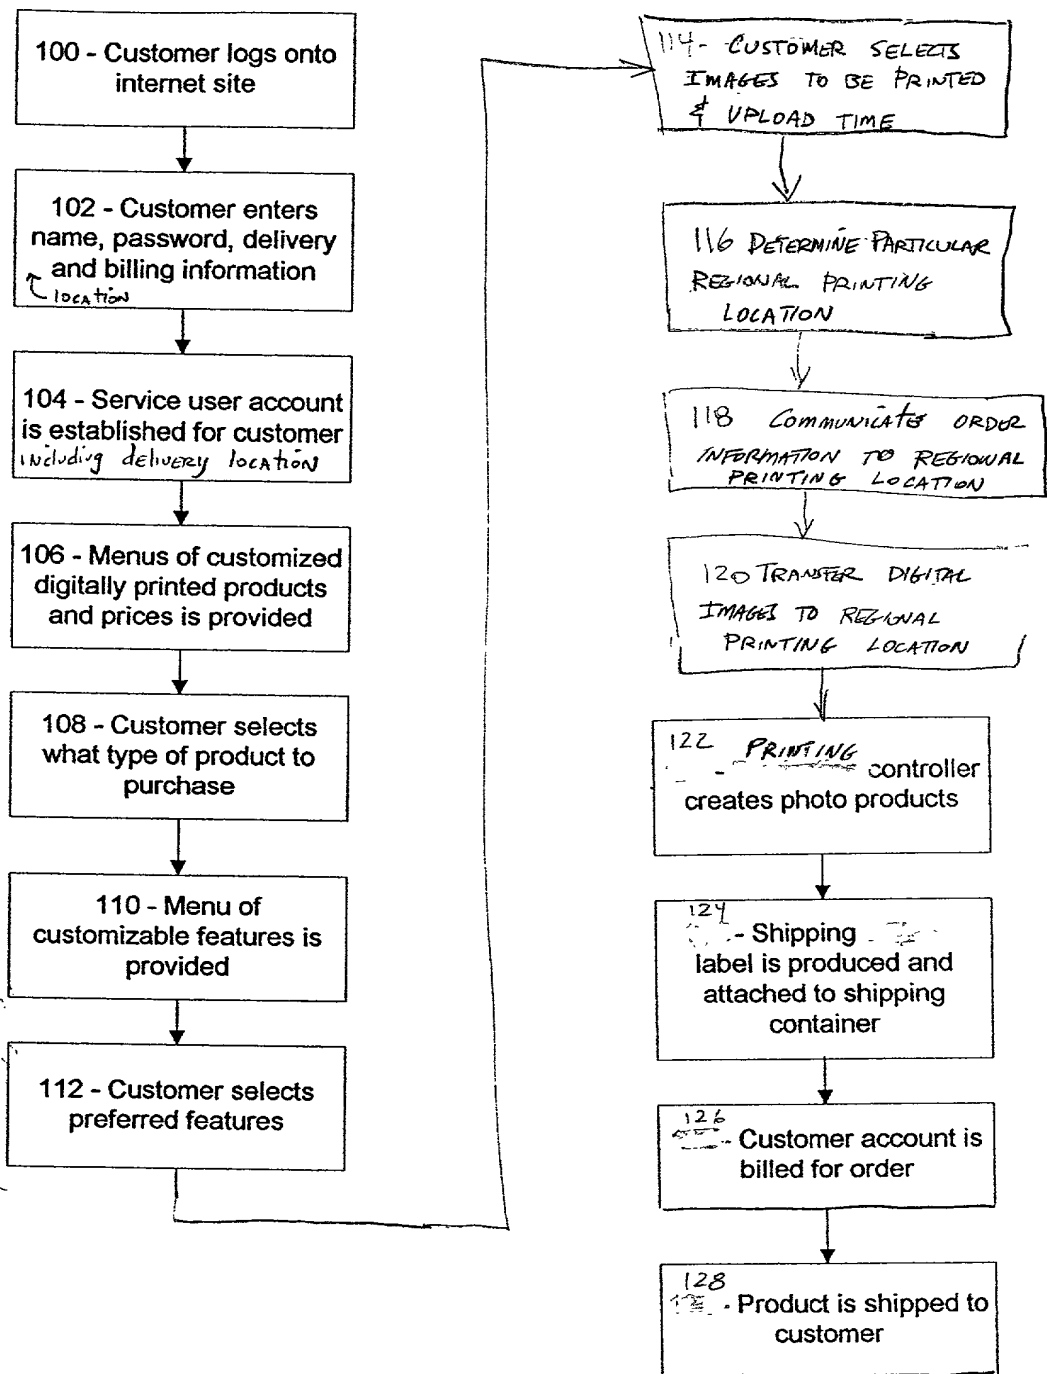 100 - Customer logs onto
internet site
102 - Customer enters
name, password, delivery
and billing information
location
104 - Service user account
is established for customer
including delivery location
106 - Menus of customized
digitally printed products
and prices is provided
108 - Customer selects
what type of product to
purchase
110 - Menu of
customizable features is
provided
112 - Customer selects
preferred features
114 - CUSTOMER SELECTS
IMAGES TO BE PRINTED
& UPLOAD TIME
116 DETERMINE PARTICULAR
REGIONAL PRINTING
LOCATION
118 COMMUNICATE ORDER
INFORMATION TO REGIONAL
PRINTING LOCATION
120 TRANSFER DIGITAL
IMAGES TO REGIONAL
PRINTING LOCATION
122 - PRINTING controller
creates photo products
124
- Shipping
label is produced and
attached to shipping
container
126
- Customer account is
billed for order
128
- Product is shipped to
customer